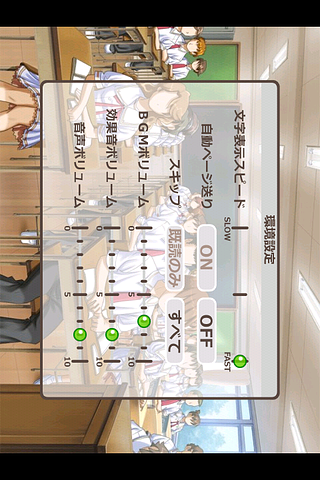 環境設定
文字表示スピード
SLOW FAST
自動ページ送り ON OFF
スキップ 既読のみ すべて
BGMボリューム
0 5 10
効果音ボリューム
音声ボリューム
0 5 10